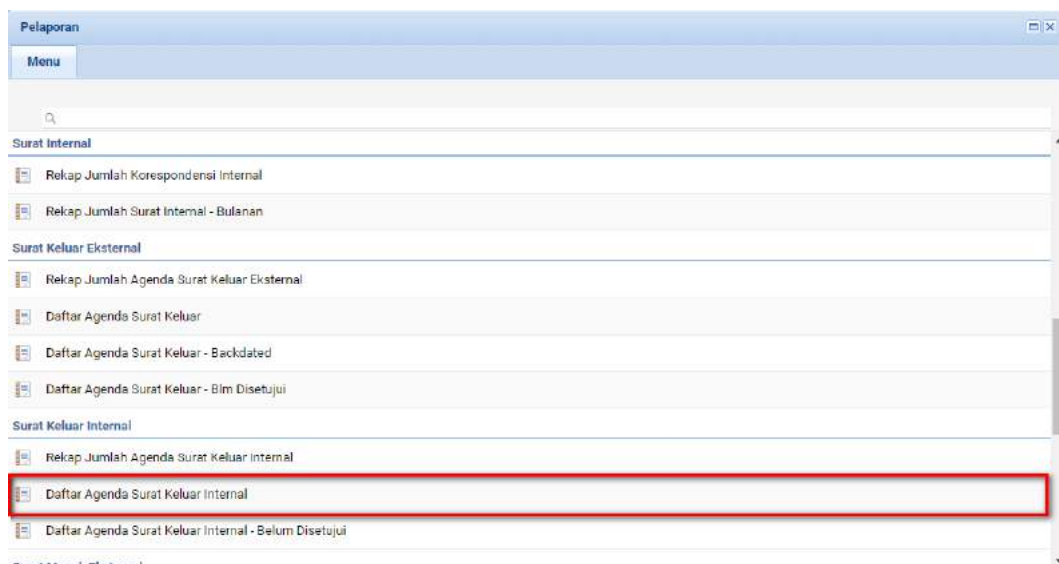 Pelaporan
Menu
Surat Internal
Rekap Jumlah Korespondensi Internal
Rekap Jumlah Surat Internal - Bulanan
Surat Keluar Eksternal
Rekap Jumlah Agenda Surat Keluar Eksternal
Daftar Agenda Surat Keluar
Daftar Agenda Surat Keluar - Backdated
Daftar Agenda Surat Keluar - Blm Disetujui
Surat Keluar Internal
Rekap Jumlah Agenda Surat Keluar Internal
Daftar Agenda Surat Keluar Internal
Daftar Agenda Surat Keluar Internal - Belum Disetujui